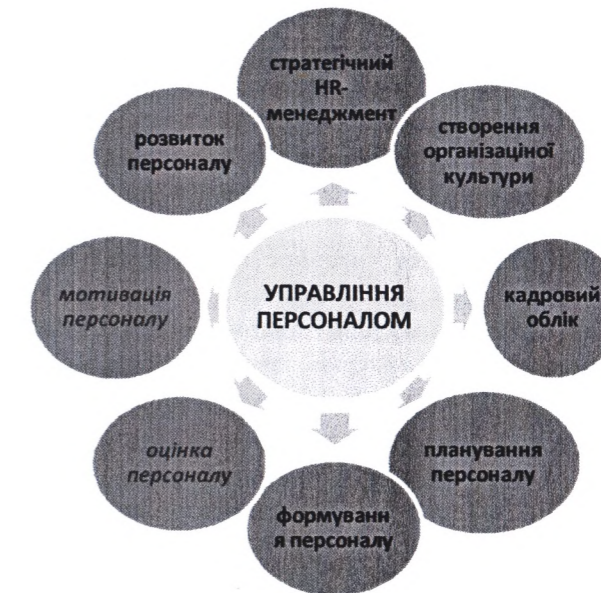 стратегічний
HR-
менеджмент
створення
організаціної
культури
розвиток
персоналу
УПРАВЛІННЯ
ПЕРСОНАЛОМ
мотивація
персоналу
кадровий
облік
оцінка
персоналу
планування
персоналу
формуванн
я персоналу